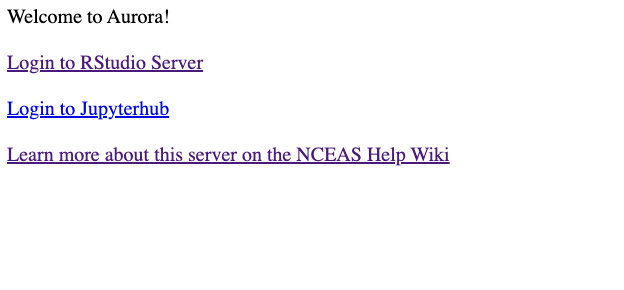 Welcome to Aurora!
Login to RStudio Server
Login to Jupyterhub
Learn more about this server on the NCEAS Help Wiki